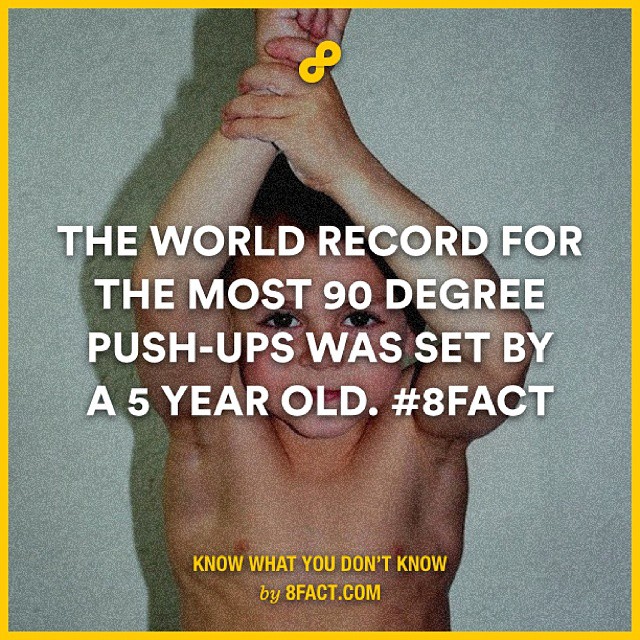 THE WORLD RECORD FOR
THE MOST 90 DEGREE
PUSH-UPS WAS SET BY
A 5 YEAR OLD. #8FACT
KNOW WHAT YOU DON'T KNOW
by 8FACT.COM